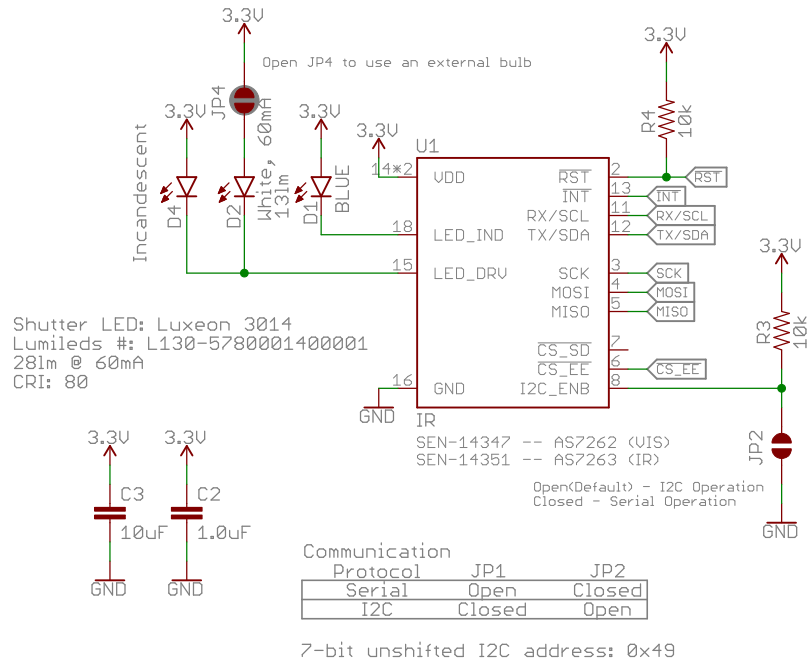 3.3V
Open JP4 to use an external bulb
JP4
60mA
3.3V
Incandescent
D4
D2
White,
13lm
3.3V
D1
BLUE
3.3V
14*2
U1
VDD
18
LED_IND
15
LED_DRV
16
GND
GND
RST
2
RST
INT
13
INT
RX/SCL
11
RX/SCL
TX/SDA
12
TX/SDA
SCK
3
SCK
MOSI
4
MOSI
MISO
5
MISO
CS_SD
7
CS_EE
6
CS_EE
I2C_ENB
8
3.3V
R4
10k
3.3V
R3
10k
JP2
GND
IR
SEN-14347 -- AS7262 (VIS)
SEN-14351 -- AS7263 (IR)
Open(Default) - I2C Operation
Closed - Serial Operation
Shutter LED: Luxeon 3014
Lumileds #: L130-5780001400001
28lm @ 60mA
CRI: 80
3.3V
C3
10uF
GND
3.3V
C2
1.0uF
GND
Communication
Protocol JP1 JP2
Serial Open Closed
I2C Closed Open
7-bit unshifted I2C address: 0x49